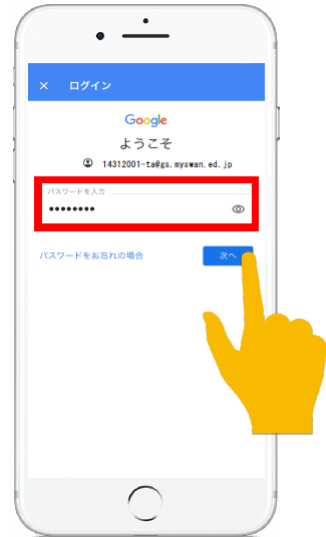 × ログイン
Google
ようこそ
14312001-ta@gs.myswan.ed.jp
パスワードを入力
••••••••
パスワードをお忘れの場合 次へ